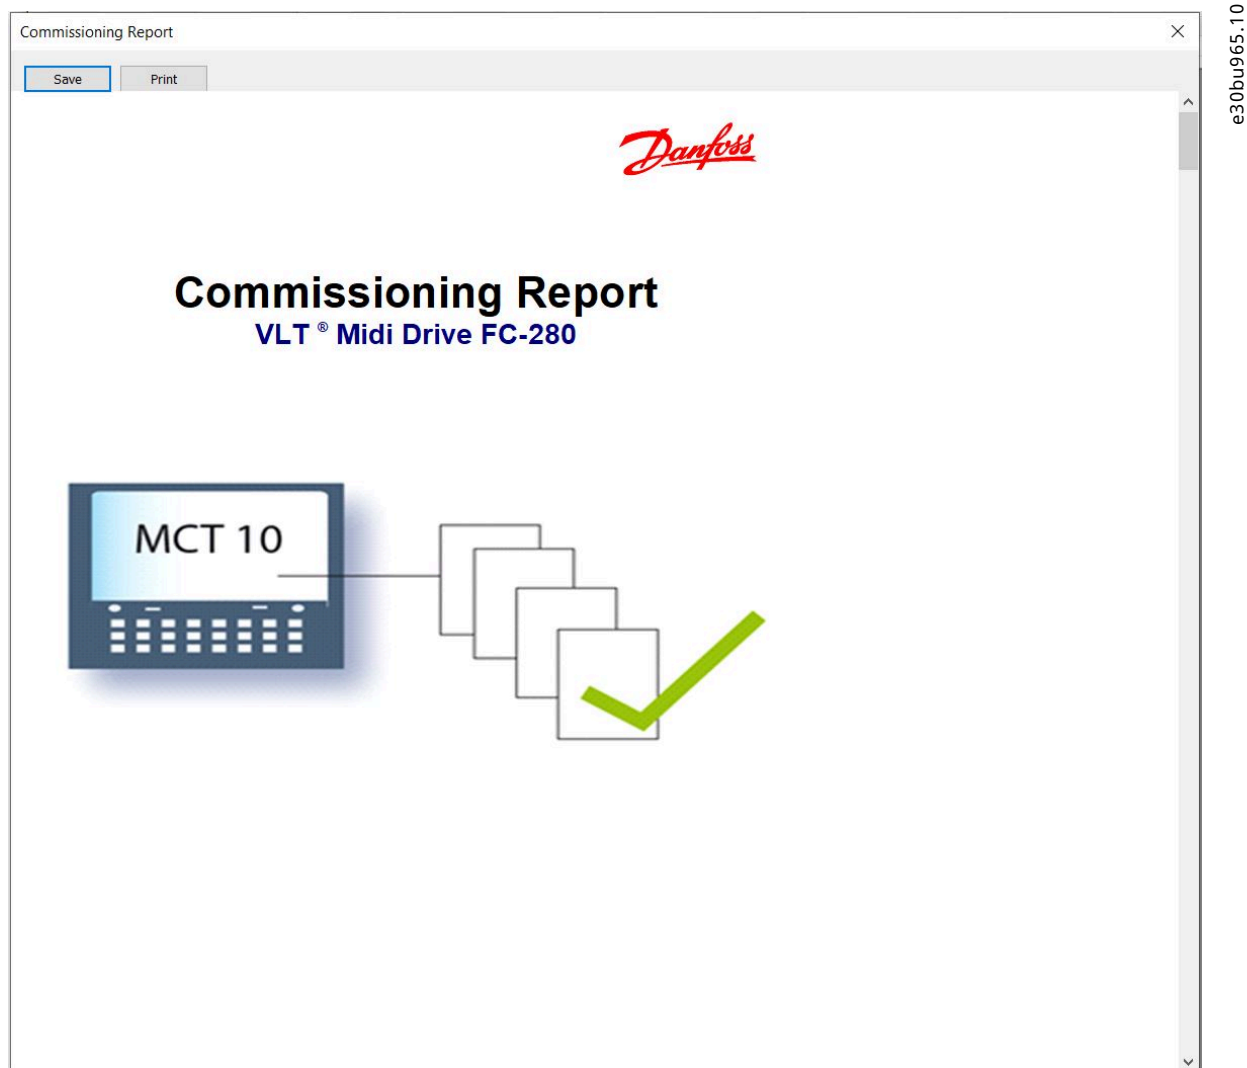 Commissioning Report
Save
Print
Danfoss
Commissioning Report
VLT ® Midi Drive FC-280
MCT 10
e30bu965.10